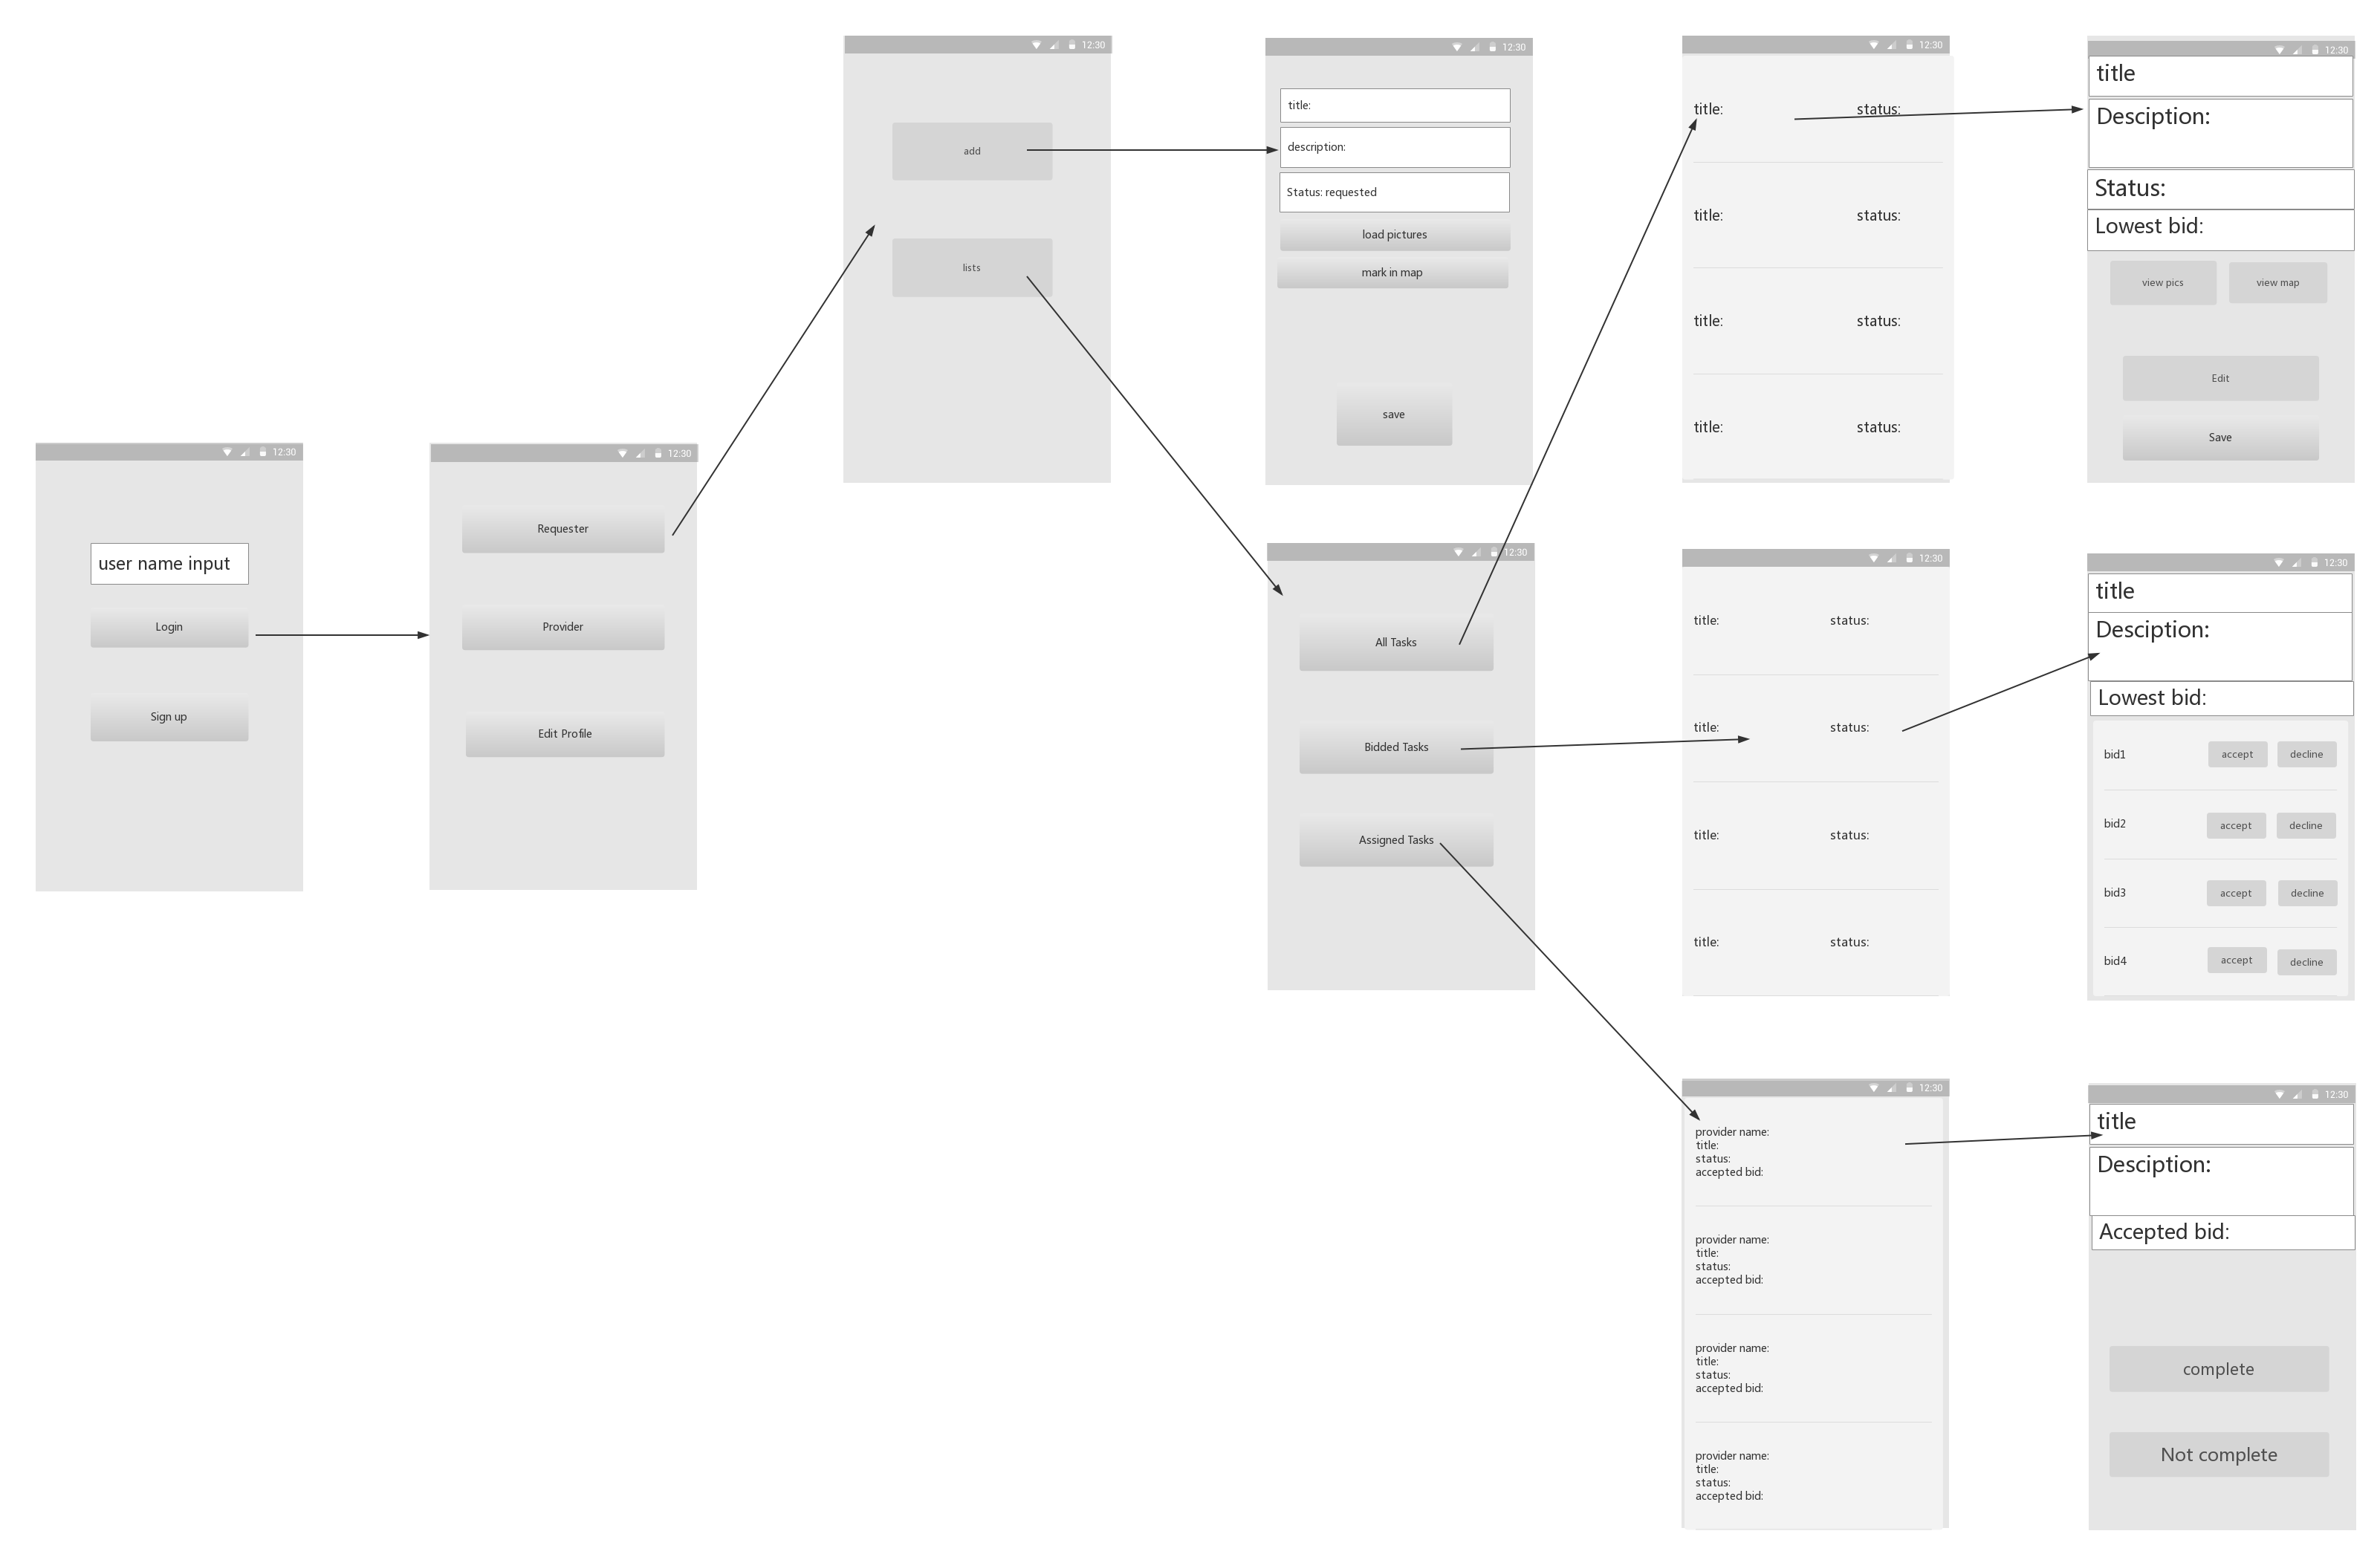 12:30
user name input
Login
Sign up
12:30
Requester
Provider
Edit Profile
12:30
add
lists
12:30
title:
description:
Status: requested
load pictures
mark in map
save
12:30
All Tasks
Bidded Tasks
Assigned Tasks
12:30
title: status:
title: status:
title: status:
title: status:
12:30
title
Desciption:
Status:
Lowest bid:
view pics view map
Edit
Save
12:30
title: status:
title: status:
title: status:
title: status:
12:30
title
Desciption:
Lowest bid:
bid1 accept decline
bid2 accept decline
bid3 accept decline
bid4 accept decline
12:30
provider name:
title:
status:
accepted bid:
provider name:
title:
status:
accepted bid:
provider name:
title:
status:
accepted bid:
provider name:
title:
status:
accepted bid:
12:30
title
Desciption:
Accepted bid:
complete
Not complete